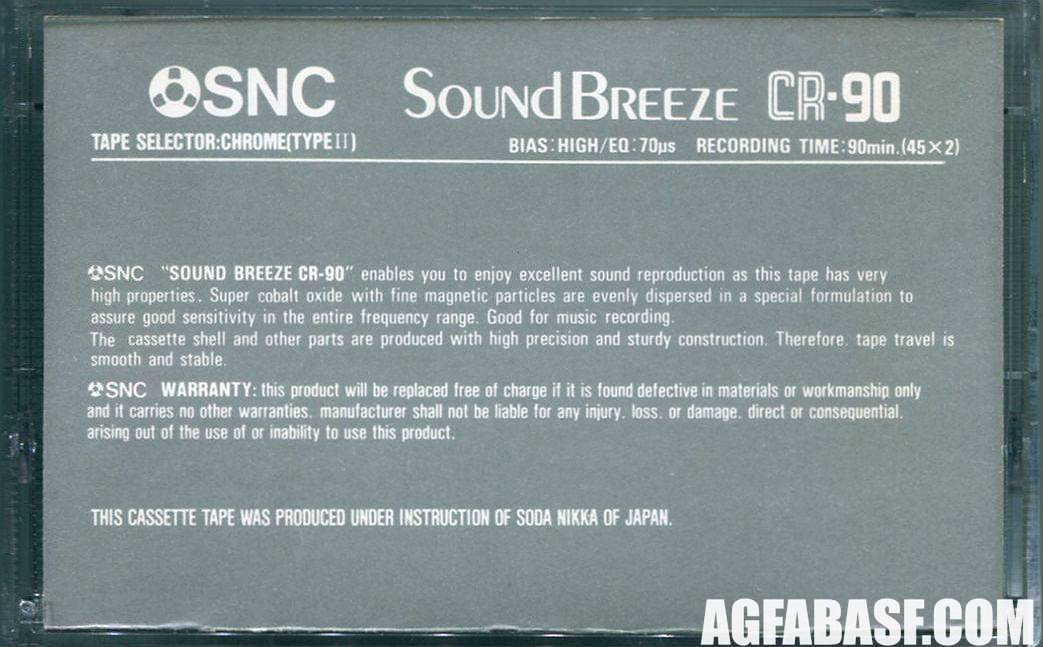 SNC SOUND BREEZE CR-90
TAPE SELECTOR:CHROME(TYPE II) BIAS:HIGH/EQ:70µs RECORDING TIME:90min.(45×2)
SNC "SOUND BREEZE CR-90" enables you to enjoy excellent sound reproduction as this tape has very
high properties. Super cobalt oxide with fine magnetic particles are evenly dispersed in a special formulation to
assure good sensitivity in the entire frequency range. Good for music recording.
The cassette shell and other parts are produced with high precision and sturdy construction. Therefore. tape travel is
smooth and stable.
SNC WARRANTY: this product will be replaced free of charge if it is found defective in materials or workmanship only
and it carries no other warranties. manufacturer shall not be liable for any injury. loss. or damage. direct or consequential.
arising out of the use of or inability to use this product.
THIS CASSETTE TAPE WAS PRODUCED UNDER INSTRUCTION OF SODA NIKKA OF JAPAN.
AGFABASF.COM